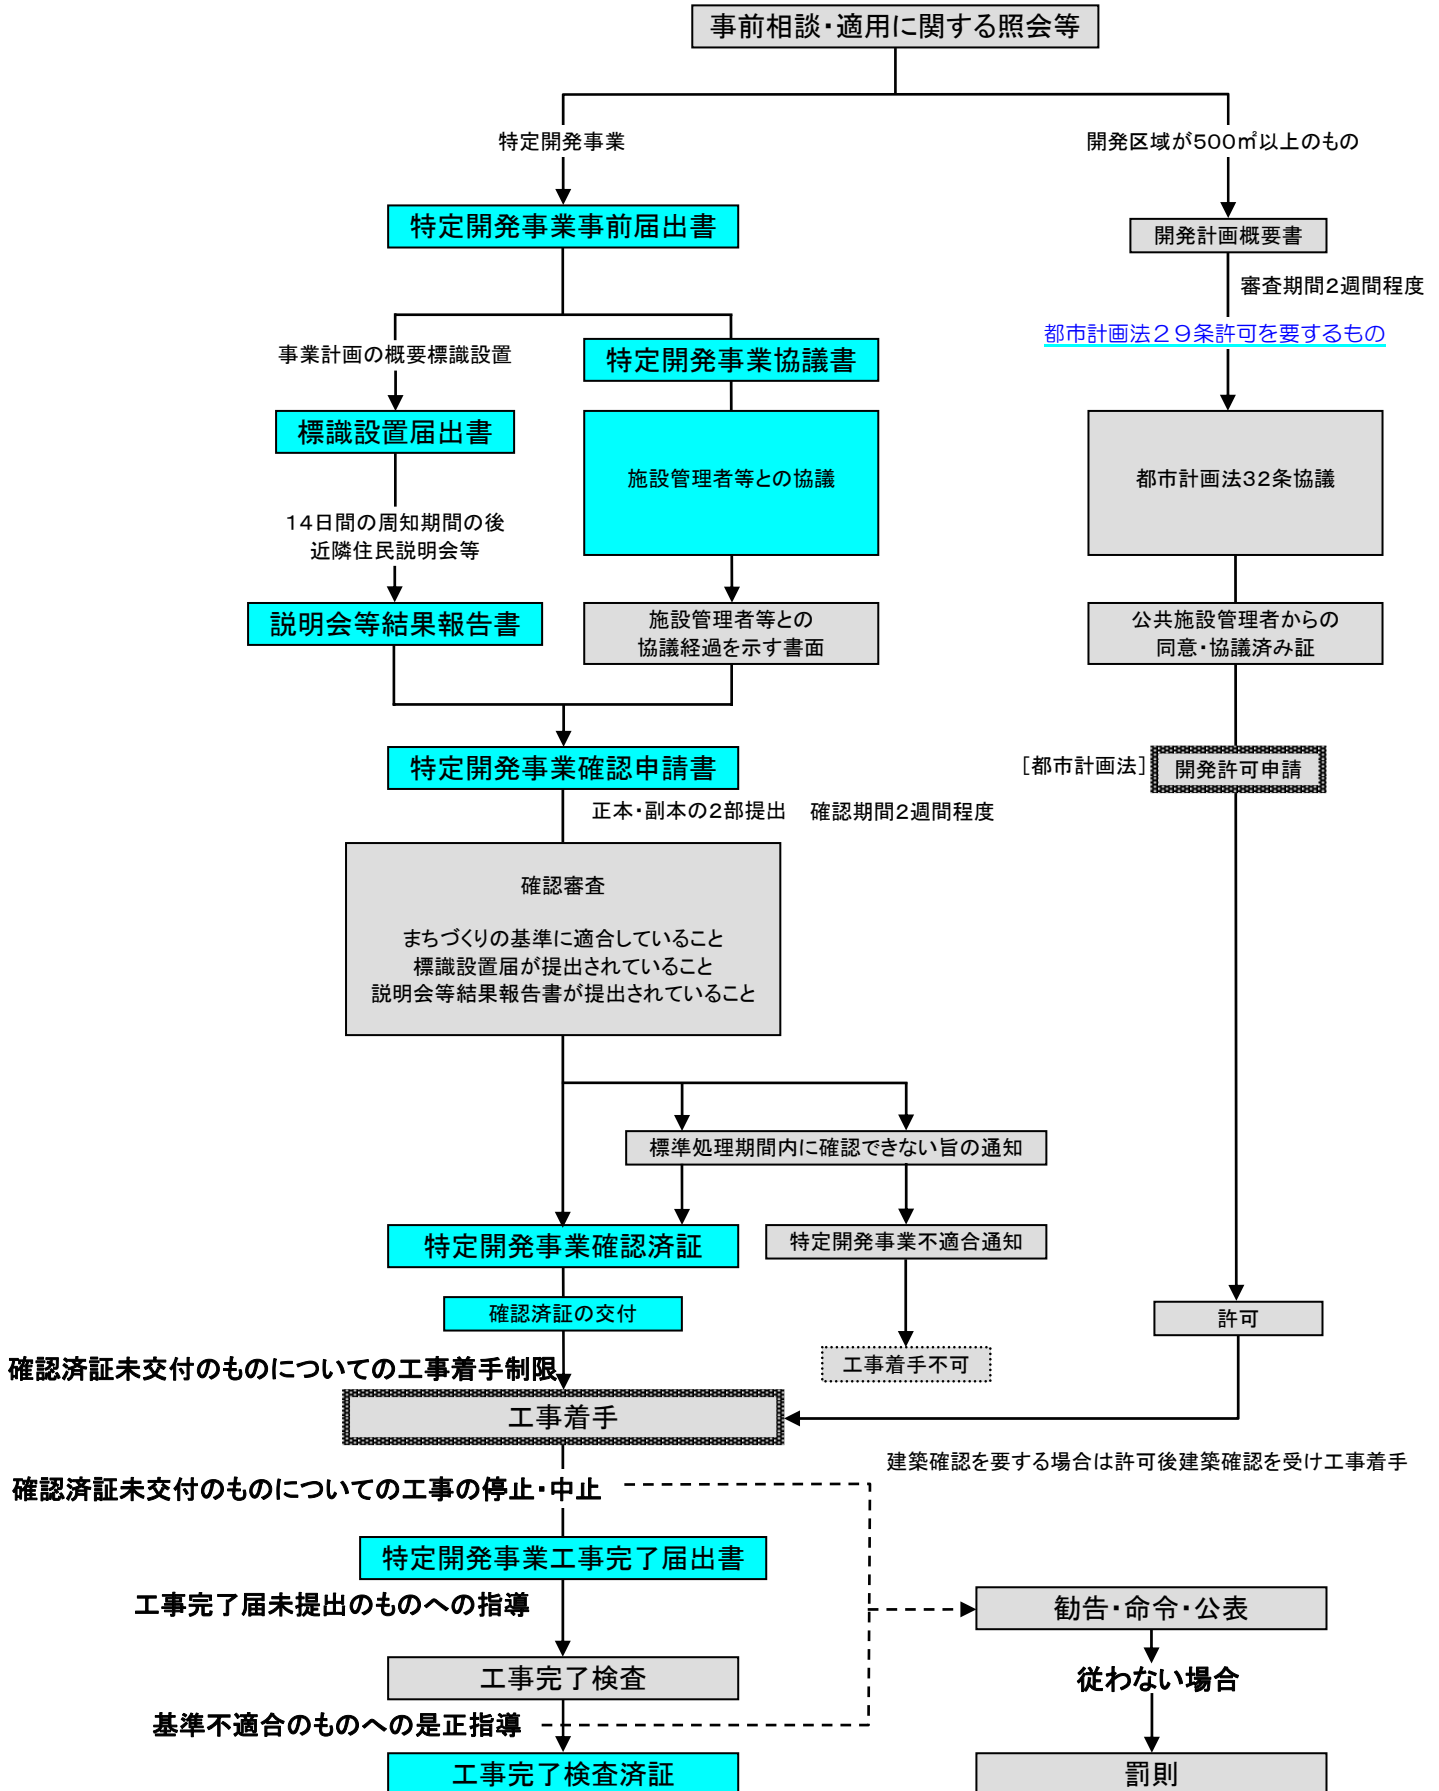 事前相談・適用に関する照会等
特定開発事業
開発区域が500㎡以上のもの
特定開発事業事前届出書
開発計画概要書
審査期間2週間程度
都市計画法29条許可を要するもの
事業計画の概要標識設置
特定開発事業協議書
標識設置届出書
施設管理者等との協議
都市計画法32条協議
14日間の周知期間の後
近隣住民説明会等
説明会等結果報告書
施設管理者等との
協議経過を示す書面
公共施設管理者からの
同意・協議済み証
特定開発事業確認申請書
[都市計画法]
開発許可申請
正本・副本の2部提出　確認期間2週間程度
確認審査
まちづくりの基準に適合していること
標識設置届が提出されていること
説明会等結果報告書が提出されていること
標準処理期間内に確認できない旨の通知
特定開発事業確認済証
特定開発事業不適合通知
確認済証の交付
許可
確認済証未交付のものについての工事着手制限
工事着手不可
工事着手
建築確認を要する場合は許可後建築確認を受け工事着手
確認済証未交付のものについての工事の停止・中止
特定開発事業工事完了届出書
工事完了届未提出のものへの指導
勧告・命令・公表
工事完了検査
従わない場合
基準不適合のものへの是正指導
工事完了検査済証
罰則